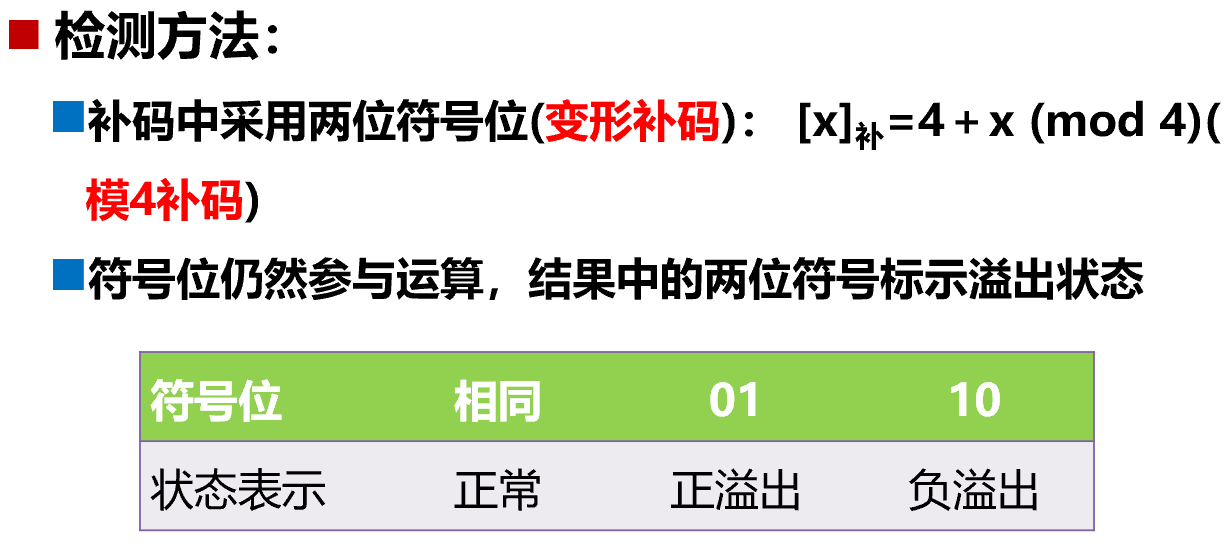 检测方法：
补码中采用两位符号位(变形补码)： [x]补=4＋x (mod 4)(
模4补码)
符号位仍然参与运算，结果中的两位符号标示溢出状态
符号位 相同 01 10
状态表示 正常 正溢出 负溢出